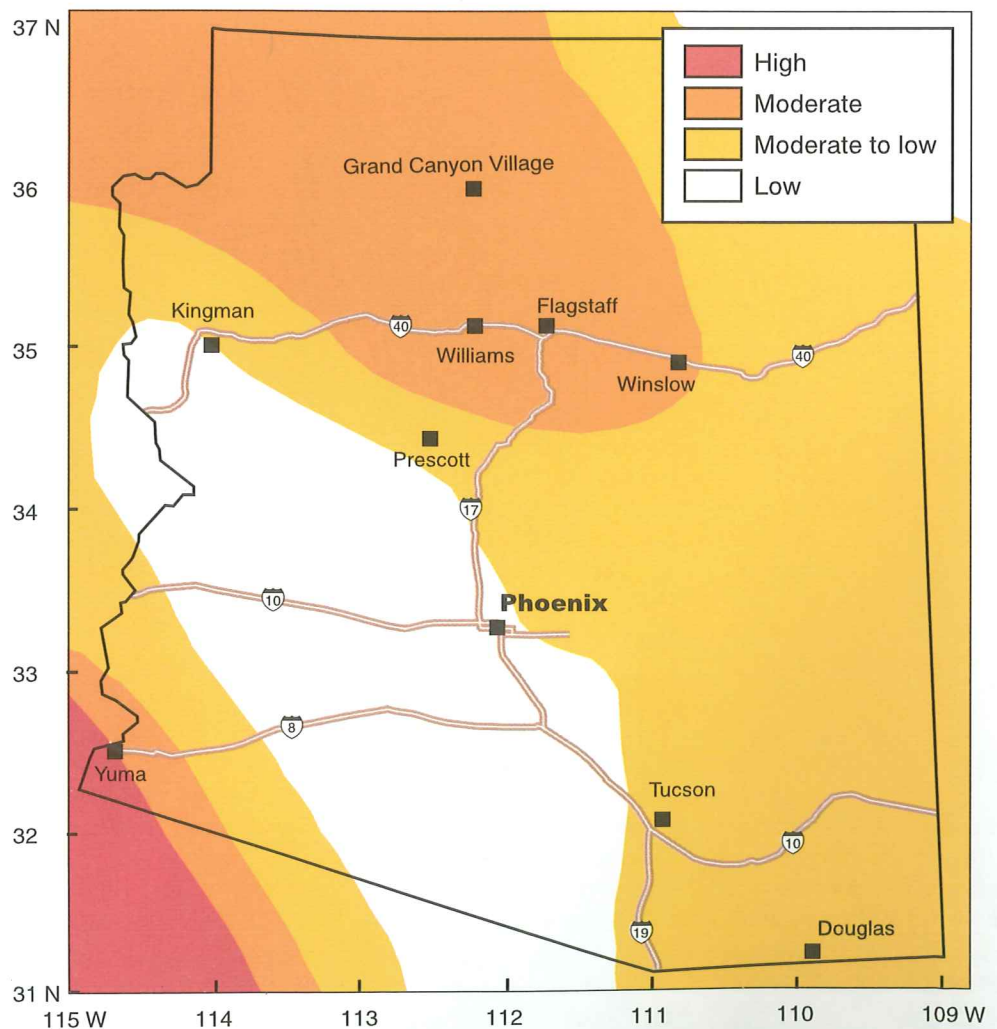 37 N
High
Moderate
Moderate to low
Low
Grand Canyon Village
36
Kingman
Flagstaff
40
Williams
35
40
Winslow
Prescott
34
17
10
Phoenix
33
8
Yuma
Tucson
32
10
Douglas
19
31 N
115 W
114
113
112
111
110
109 W